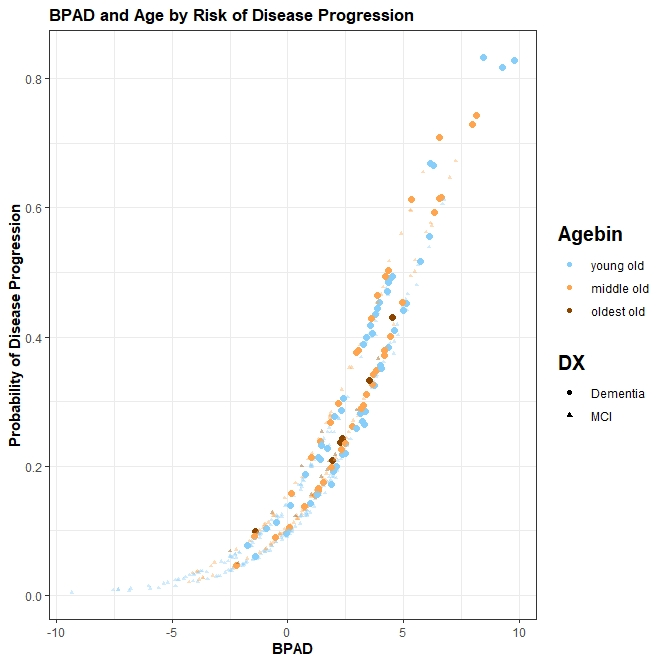 BPAD and Age by Risk of Disease Progression
0.8
0.6
0.4
0.2
0.0
Probability of Disease Progression
-10 -5 0 5 10
BPAD
Agebin
young old
middle old
oldest old
DX
Dementia
MCI